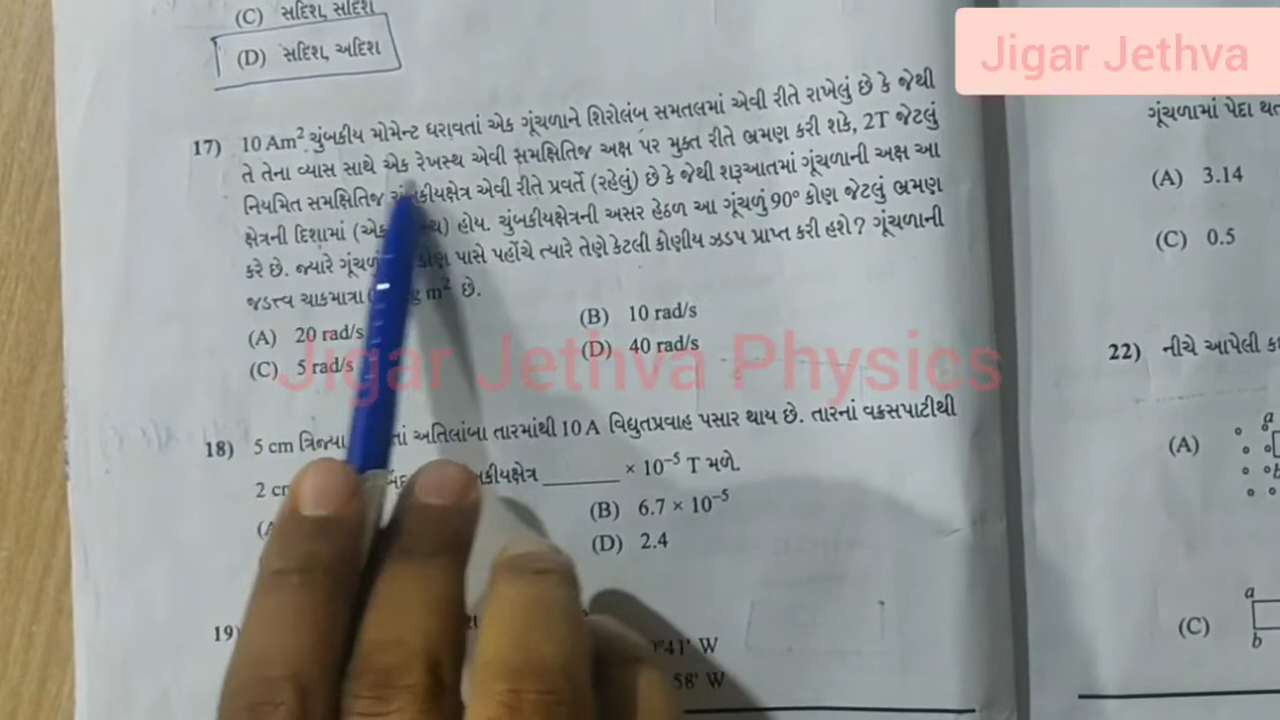 (C) સદિશ, સદિશ
(D) સદિશ, અદિશ
Jigar Jethva
17) 10 Am² ચુંબકીય મોમેન્ટ ધરાવતાં એક ગૂંચળાને શિરોલંબ સમતલમાં એવી રીતે રાખેલું છે કે જેથી
તે તેના વ્યાસ સાથે એક રેખસ્થ એવી સમક્ષિતિજ અક્ષ પર મુક્ત રીતે ભ્રમણ કરી શકે, 2T જેટલું
નિયમિત સમક્ષિતિજ ચુંબકીયક્ષેત્ર એવી રીતે પ્રવર્તે (રહેલું) છે કે જેથી શરૂઆતમાં ગૂંચળાની અક્ષ આ
ક્ષેત્રની દિશામાં હોય. ચુંબકીયક્ષેત્રની અસર હેઠળ આ ગૂંચળું 90° કોણ જેટલું ભ્રમણ
કરે છે. જ્યારે કોણ પાસે પહોંચે ત્યારે તેણે કેટલી કોણીય ઝડપ પ્રાપ્ત કરી હશે? ગૂંચળાની
જડત્વ ચાકમાત્રા m² છે.
(A) 20 rad/s (B) 10 rad/s
(C) 5 rad/s (D) 40 rad/s
Jigar Jethva Physics
18) 5 cm અતિલાંબા તારમાંથી 10 A વિદ્યુતપ્રવાહ પસાર થાય છે. તારનાં વક્રસપાટીથી
2 × 10⁻⁵ T મળે.
(B) 6.7 × 10⁻⁵
(D) 2.4
19)
41' W
58' W
ગૂંચળામાં પેદા
(A) 3.14
(C) 0.5
22) નીચે આપેલી
(A)
a
b
(C)
a
b